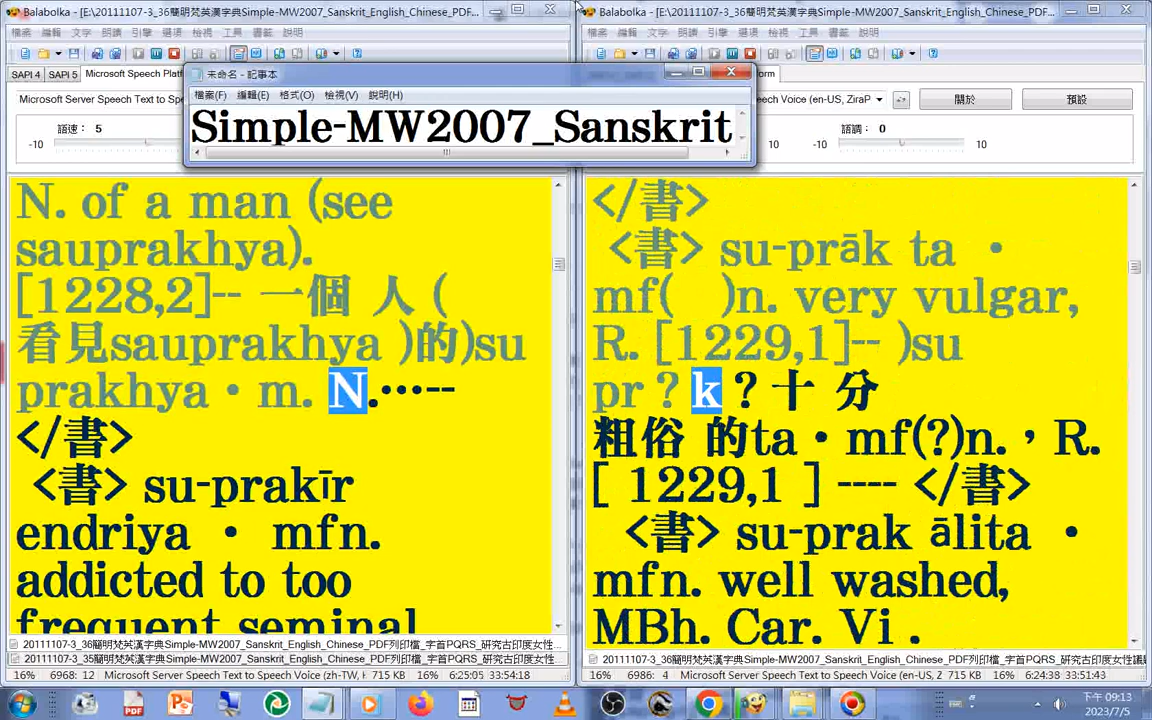 Balabolka - [E:\20111107-3_36簡明梵英漢字典Simple-MW2007_Sanskrit_English_Chinese_PDF...
檔案 編輯 文字 朗讀 引擎 選項 檢視 工具 書籤 說明
SAPI 4 SAPI 5 Microsoft Speech Platf
Microsoft Server Speech Text to Sp
語速： 5
-10
N. of a man (see
sauprakhya).
[1228,2]-- 一個 人 (
看見sauprakhya )的)su
prakhya • m. N.…--
</書>
<書> su-prakīr
endriya • mfn.
addicted to too
frequent seminal
20111107-3_36簡明梵英漢字典Simple-MW2007_Sanskrit_English_Chinese_PDF列印檔_字首PQRS_研究古印度女性...
20111107-3_35簡明梵英漢字典Simple-MW2007_Sanskrit_English_Chinese_PDF列印檔_字首PQRS_研究古印度女性...
16% 6968: 12 Microsoft Server Speech Text to Speech Voice (zh-TW, H 715 KB 16% 6:25:05 33:54:18
未命名 - 記事本
檔案(F) 編輯(E) 格式(O) 檢視(V) 說明(H)
Simple-MW2007_Sanskrit
Balabolka - [E:\20111107-3_36簡明梵英漢字典Simple-MW2007_Sanskrit_English_Chinese_PDF...
檔案 編輯 文字 朗讀 引擎 選項 檢視 工具 書籤 說明
form
eech Voice (en-US, ZiraP 關於 預設
語調： 0
10 -10 10
</書>
<書> su-prāk ta •
mf( )n. very vulgar,
R. [1229,1]-- )su
pr？k？十 分
粗俗 的ta • mf(?)n.，R.
[ 1229,1 ] ---- </書>
<書> su-prak ālita •
mfn. well washed,
MBh. Car. Vi .
20111107-3_36簡明梵英漢字典Simple-MW2007_Sanskrit_English_Chinese_PDF列印檔_字首PQRS_研究古印度女性議
16% 6986: 4 Microsoft Server Speech Text to Speech Voice (en-US, Z 715 KB 16% 6:24:38 33:51:43
下午 09:13
2023/7/5